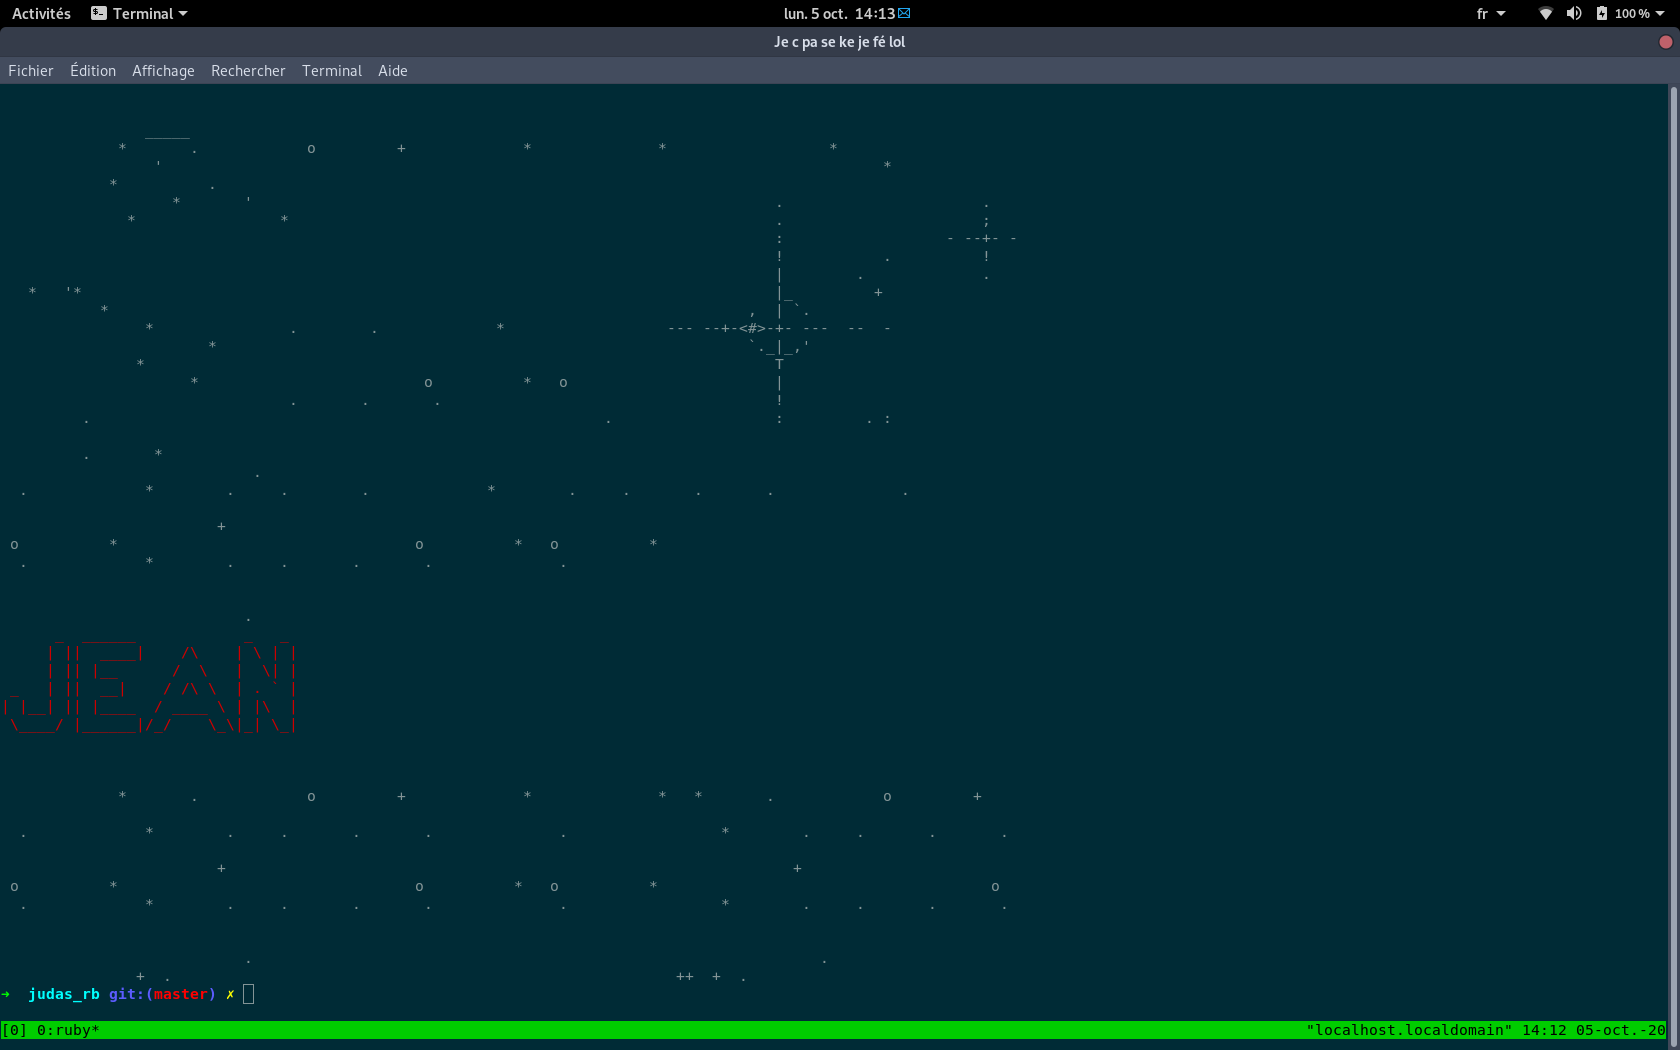 Activités Terminal lun. 5 oct. 14:13 fr 100 %
Je c pa se ke je fé lol
Fichier Édition Affichage Rechercher Terminal Aide
JEAN
➜ judas_rb git:(master) ✗
[0] 0:ruby* "localhost.localdomain" 14:12 05-oct.-20